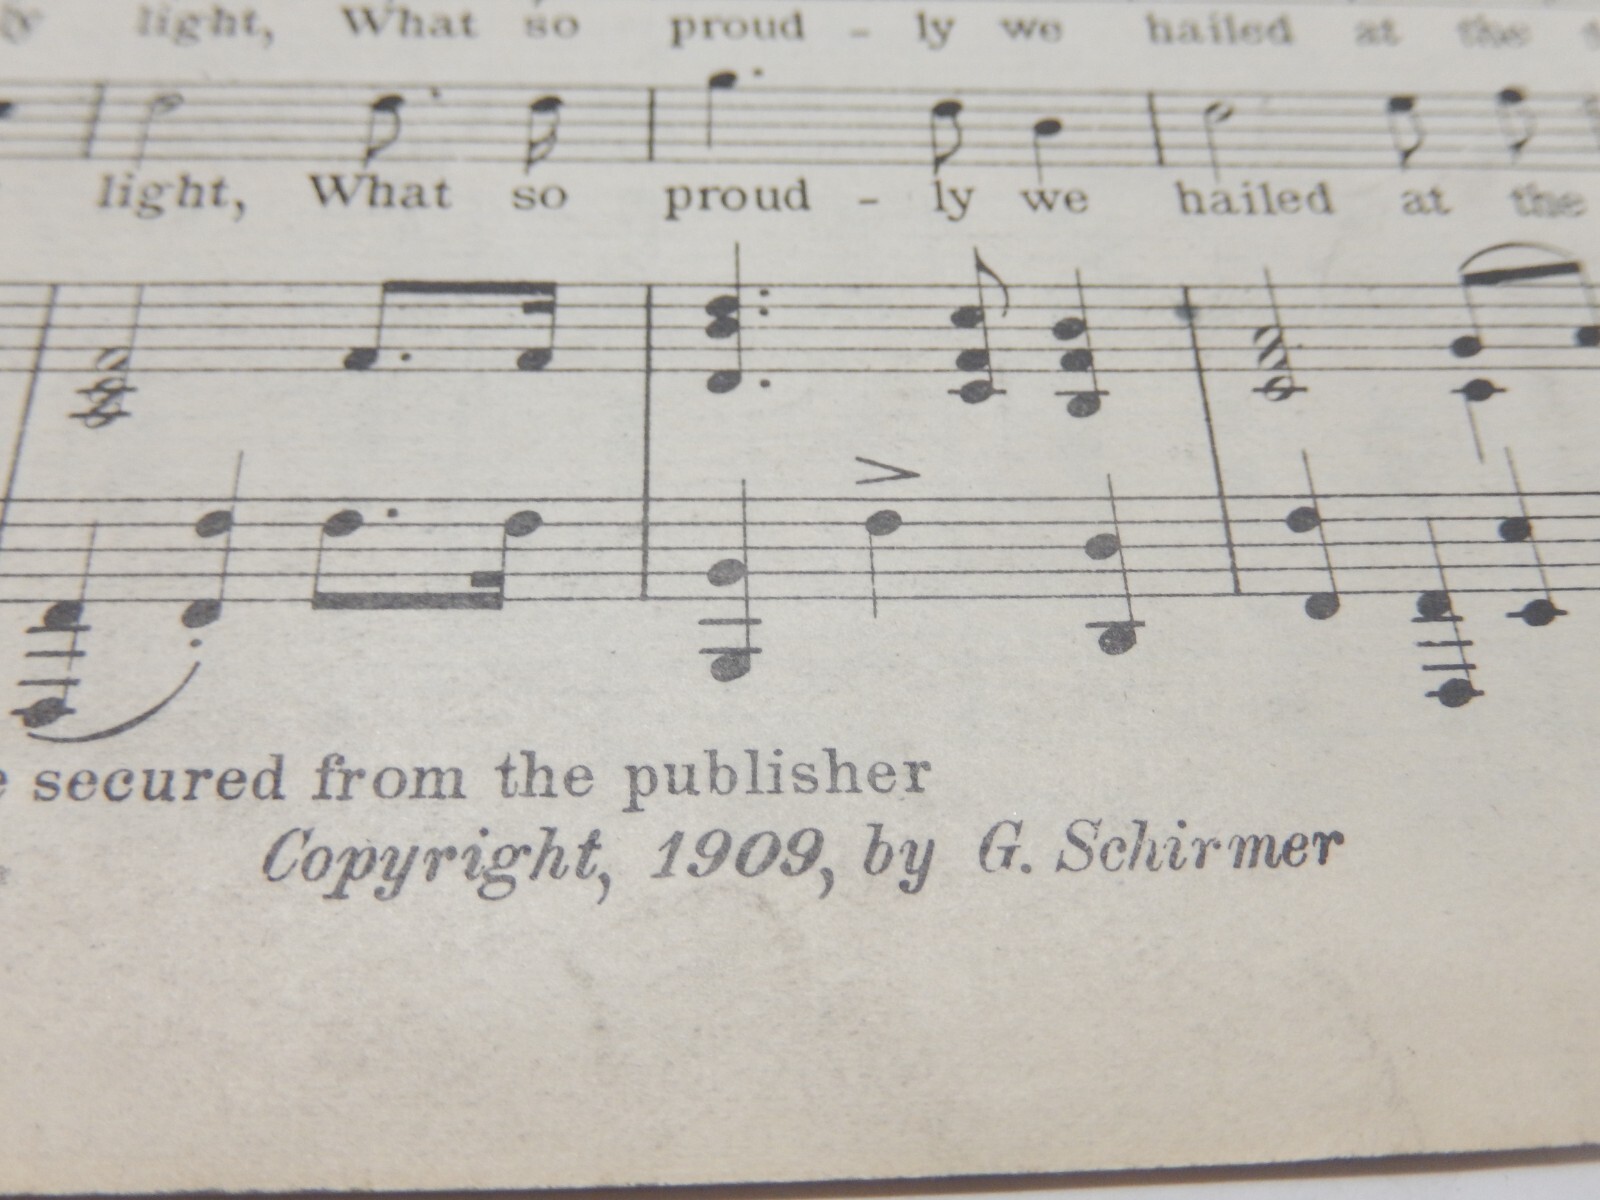 light, What so proud - ly we hailed at the
light, What so proud - ly we hailed at the
secured from the publisher
Copyright, 1909, by G. Schirmer